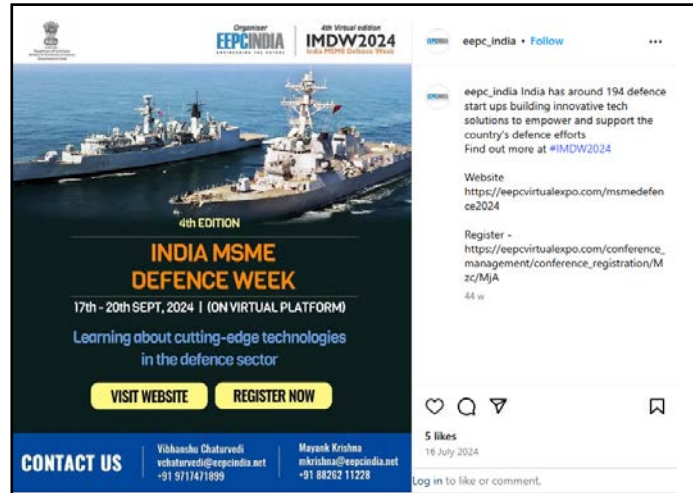 Organiser
EEPCINDIA
ENGINEERING THE FUTURE
4th Virtual edition
IMDW2024
India MSME Defence Week
4th EDITION
INDIA MSME
DEFENCE WEEK
17th - 20th SEPT, 2024 | (ON VIRTUAL PLATFORM)
Learning about cutting-edge technologies
in the defence sector
VISIT WEBSITE
REGISTER NOW
CONTACT US
Vibhanshu Chaturvedi
vchaturvedi@eepcindia.net
+91 9717471899
Mayank Krishna
mkrishna@eepcindia.net
+91 88262 11228
eepc_india • Follow
eepc_india India has around 194 defence
start ups building innovative tech
solutions to empower and support the
country's defence efforts
Find out more at #IMDW2024
Website
https://eepcvirtualexpo.com/msmedefen
ce2024
Register -
https://eepcvirtualexpo.com/conference_
management/conference_registration/M
zc/MjA
44 w
5 likes
16 July 2024
Log in to like or comment.